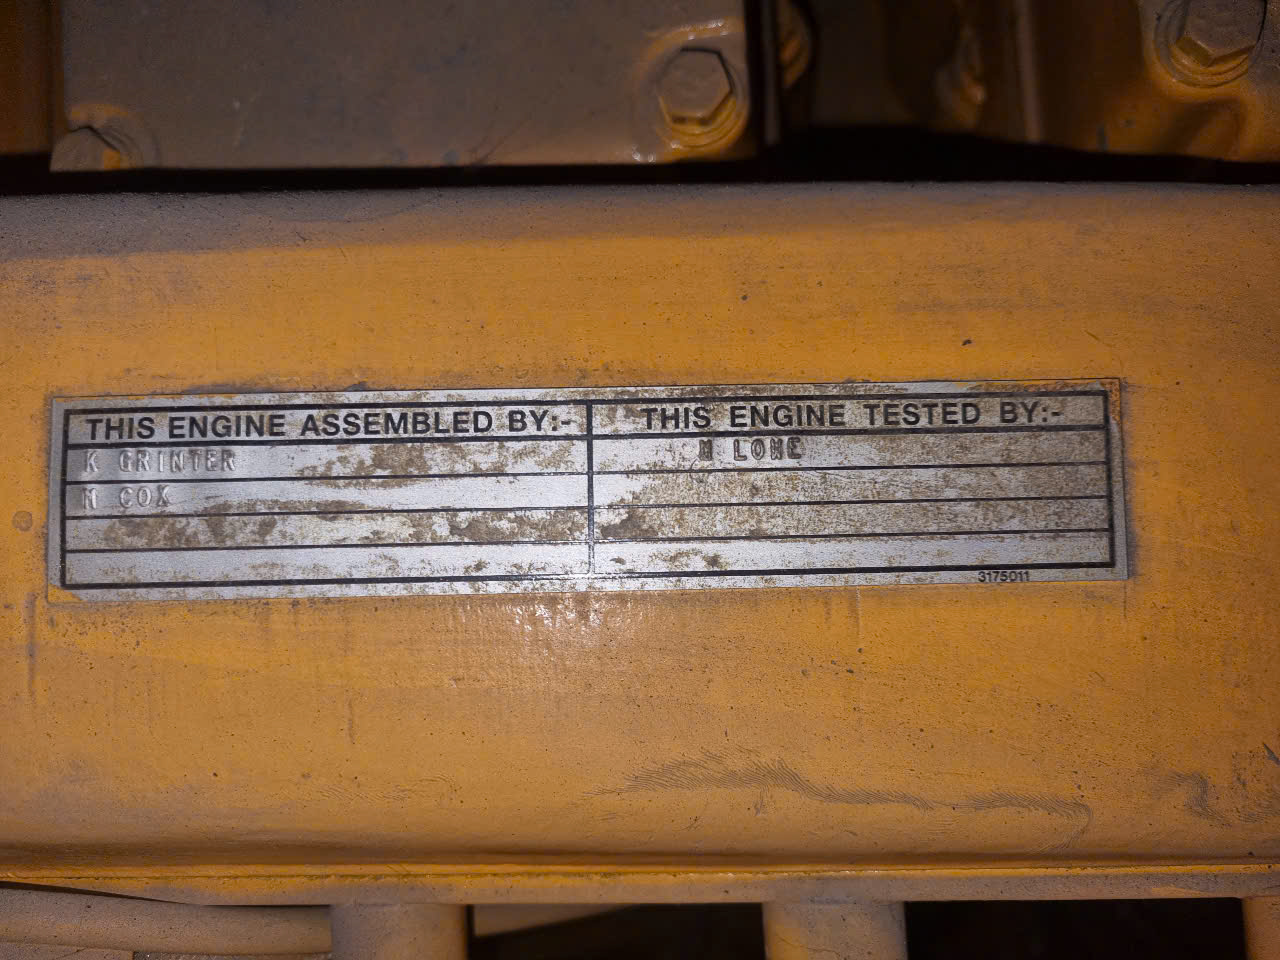 THIS ENGINE ASSEMBLED BY:-
K GRINTER
M COX
THIS ENGINE TESTED BY:-
M LOWE
3175011